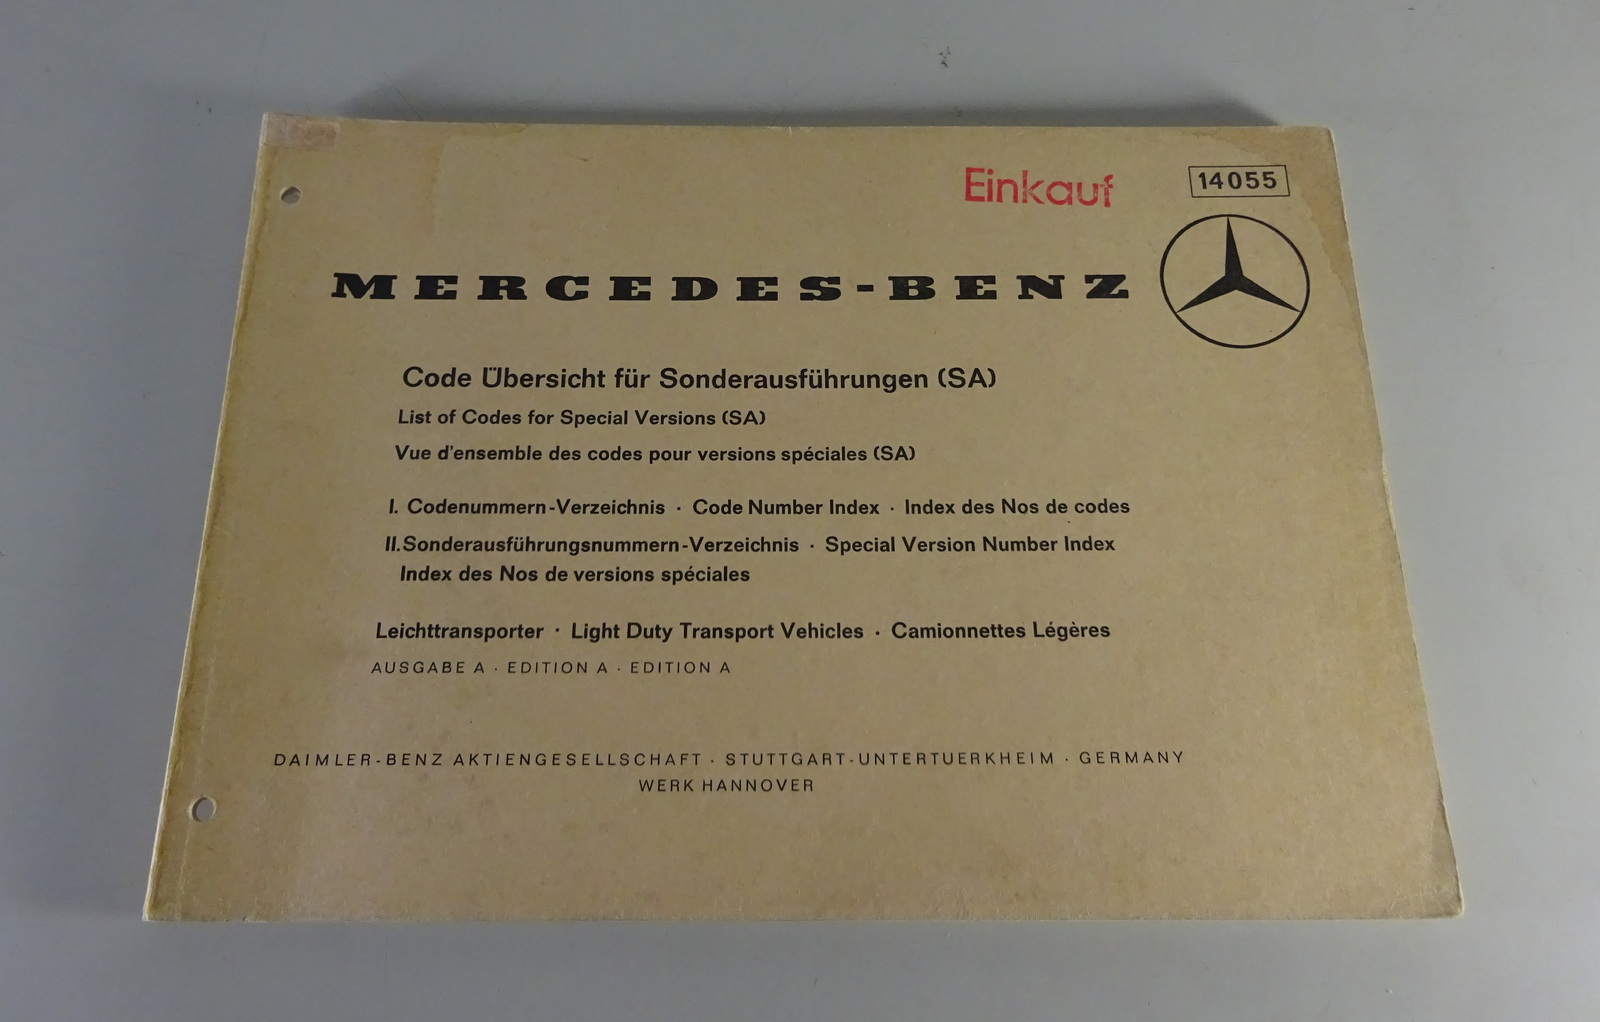 Einkauf
14055
MERCEDES-BENZ
Code Übersicht für Sonderausführungen (SA)
List of Codes for Special Versions (SA)
Vue d'ensemble des codes pour versions spéciales (SA)
I. Codenummern-Verzeichnis · Code Number Index · Index des Nos de codes
II. Sonderausführungsnummern-Verzeichnis · Special Version Number Index
Index des Nos de versions spéciales
Leichttransporter · Light Duty Transport Vehicles · Camionnettes Légères
AUSGABE A · EDITION A · EDITION A
DAIMLER-BENZ AKTIENGESELLSCHAFT · STUTTGART-UNTERTUERKHEIM · GERMANY
WERK HANNOVER